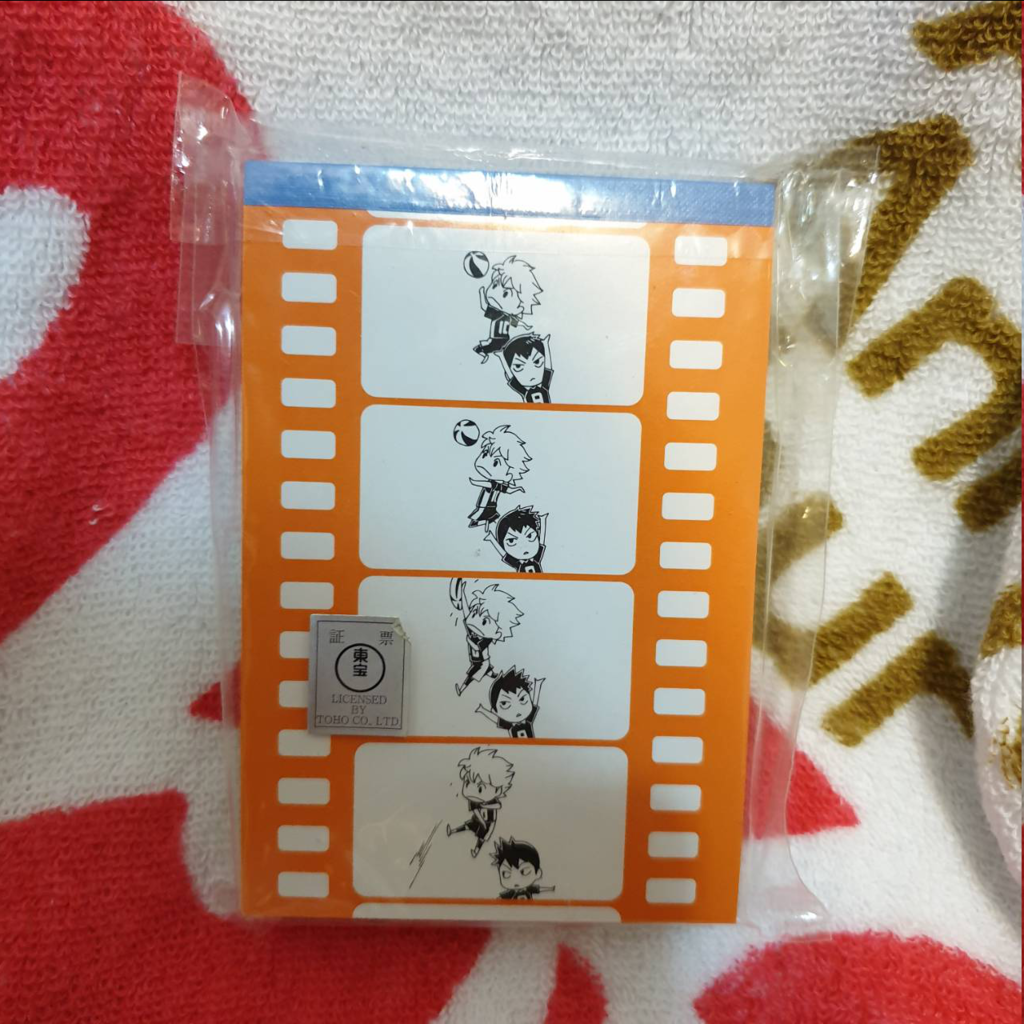 証 票
東宝
LICENSED
BY
TOHO CO., LTD.